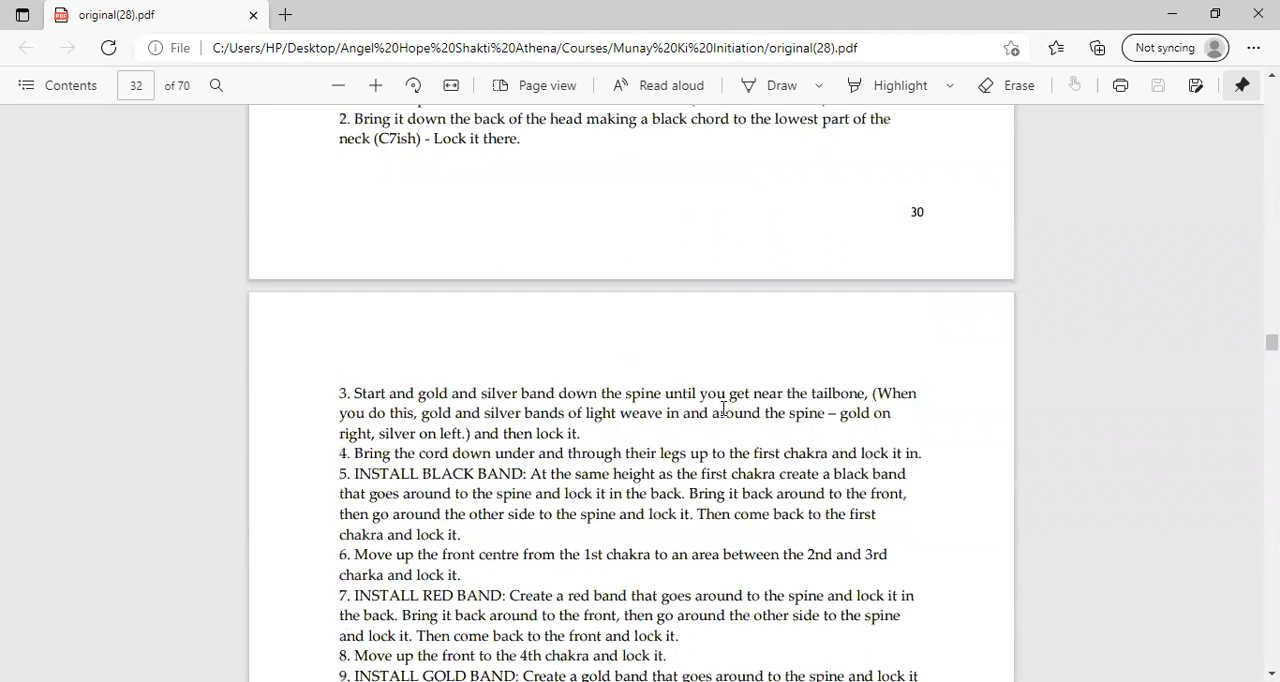 original(28).pdf
File
C:/Users/HP/Desktop/Angel%20Hope%20Shakti%20Athena/Courses/Munay%20Ki%20Initiation/original(28).pdf
Not syncing
Contents
32 of 70
Page view
Read aloud
Draw
Highlight
Erase
2. Bring it down the back of the head making a black chord to the lowest part of the
neck (C7ish) - Lock it there.
30
3. Start and gold and silver band down the spine until you get near the tailbone, (When
you do this, gold and silver bands of light weave in and around the spine – gold on
right, silver on left.) and then lock it.
4. Bring the cord down under and through their legs up to the first chakra and lock it in.
5. INSTALL BLACK BAND: At the same height as the first chakra create a black band
that goes around to the spine and lock it in the back. Bring it back around to the front,
then go around the other side to the spine and lock it. Then come back to the first
chakra and lock it.
6. Move up the front centre from the 1st chakra to an area between the 2nd and 3rd
charka and lock it.
7. INSTALL RED BAND: Create a red band that goes around to the spine and lock it in
the back. Bring it back around to the front, then go around the other side to the spine
and lock it. Then come back to the front and lock it.
8. Move up the front to the 4th chakra and lock it.
9. INSTALL GOLD BAND: Create a gold band that goes around to the spine and lock it